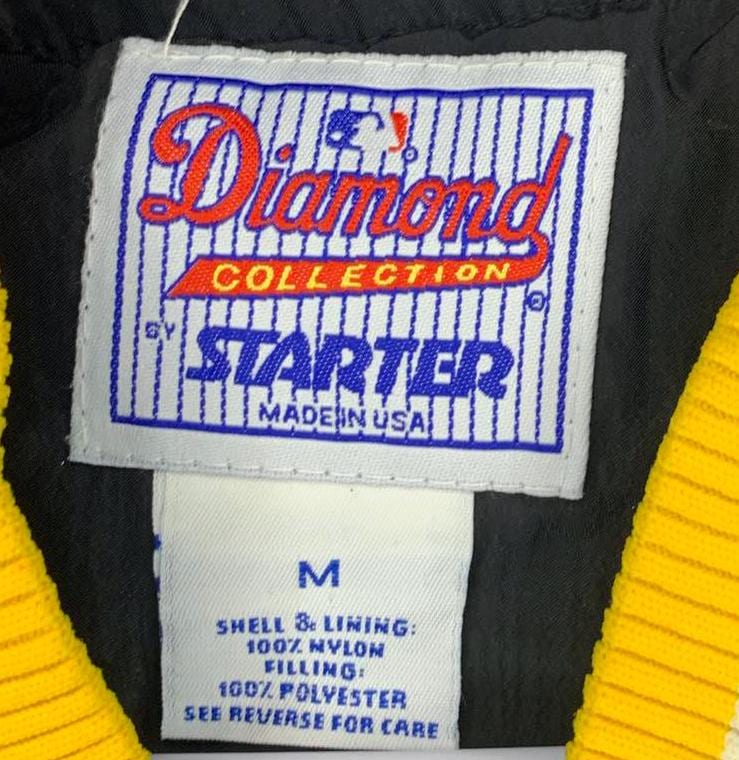 Diamond
COLLECTION
BY STARTER
MADE IN USA
M
SHELL & LINING:
100% NYLON
FILLING:
100% POLYESTER
SEE REVERSE FOR CARE